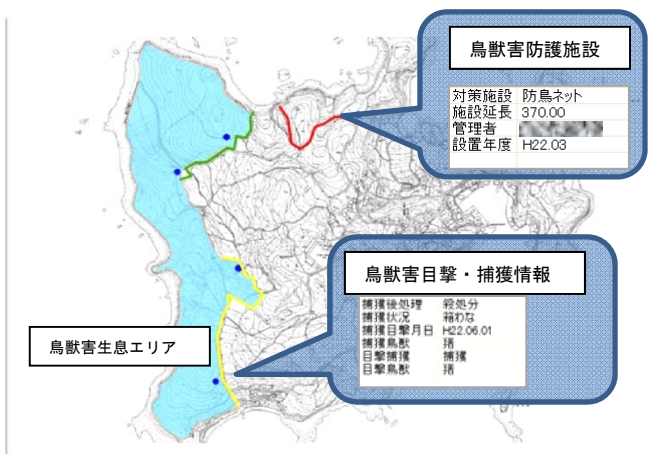 鳥獣害防護施設
対策施設 防鳥ネット
施設延長 370.00
管理者
設置年度 H22.03
鳥獣害目撃・捕獲情報
捕獲後処理 殺処分
捕獲状況 箱わな
捕獲目撃月日 H22.06.01
捕獲鳥獣 猪
目撃捕獲 捕獲
目撃鳥獣 猪
鳥獣害生息エリア